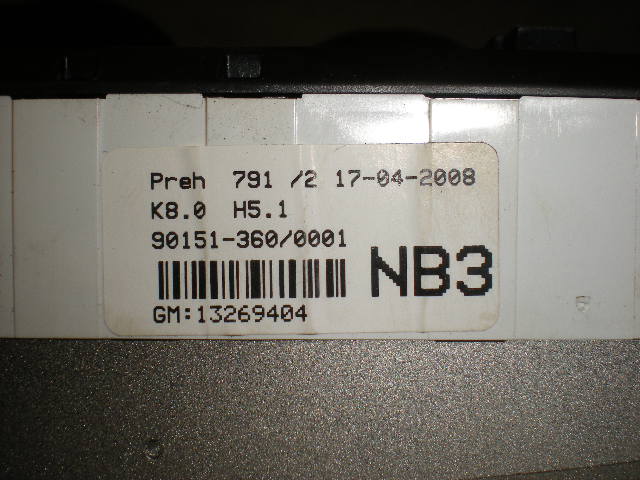 Preh 791 /2 17-04-2008
K8.0 H5.1
90151-360/0001
NB3
GM:13269404